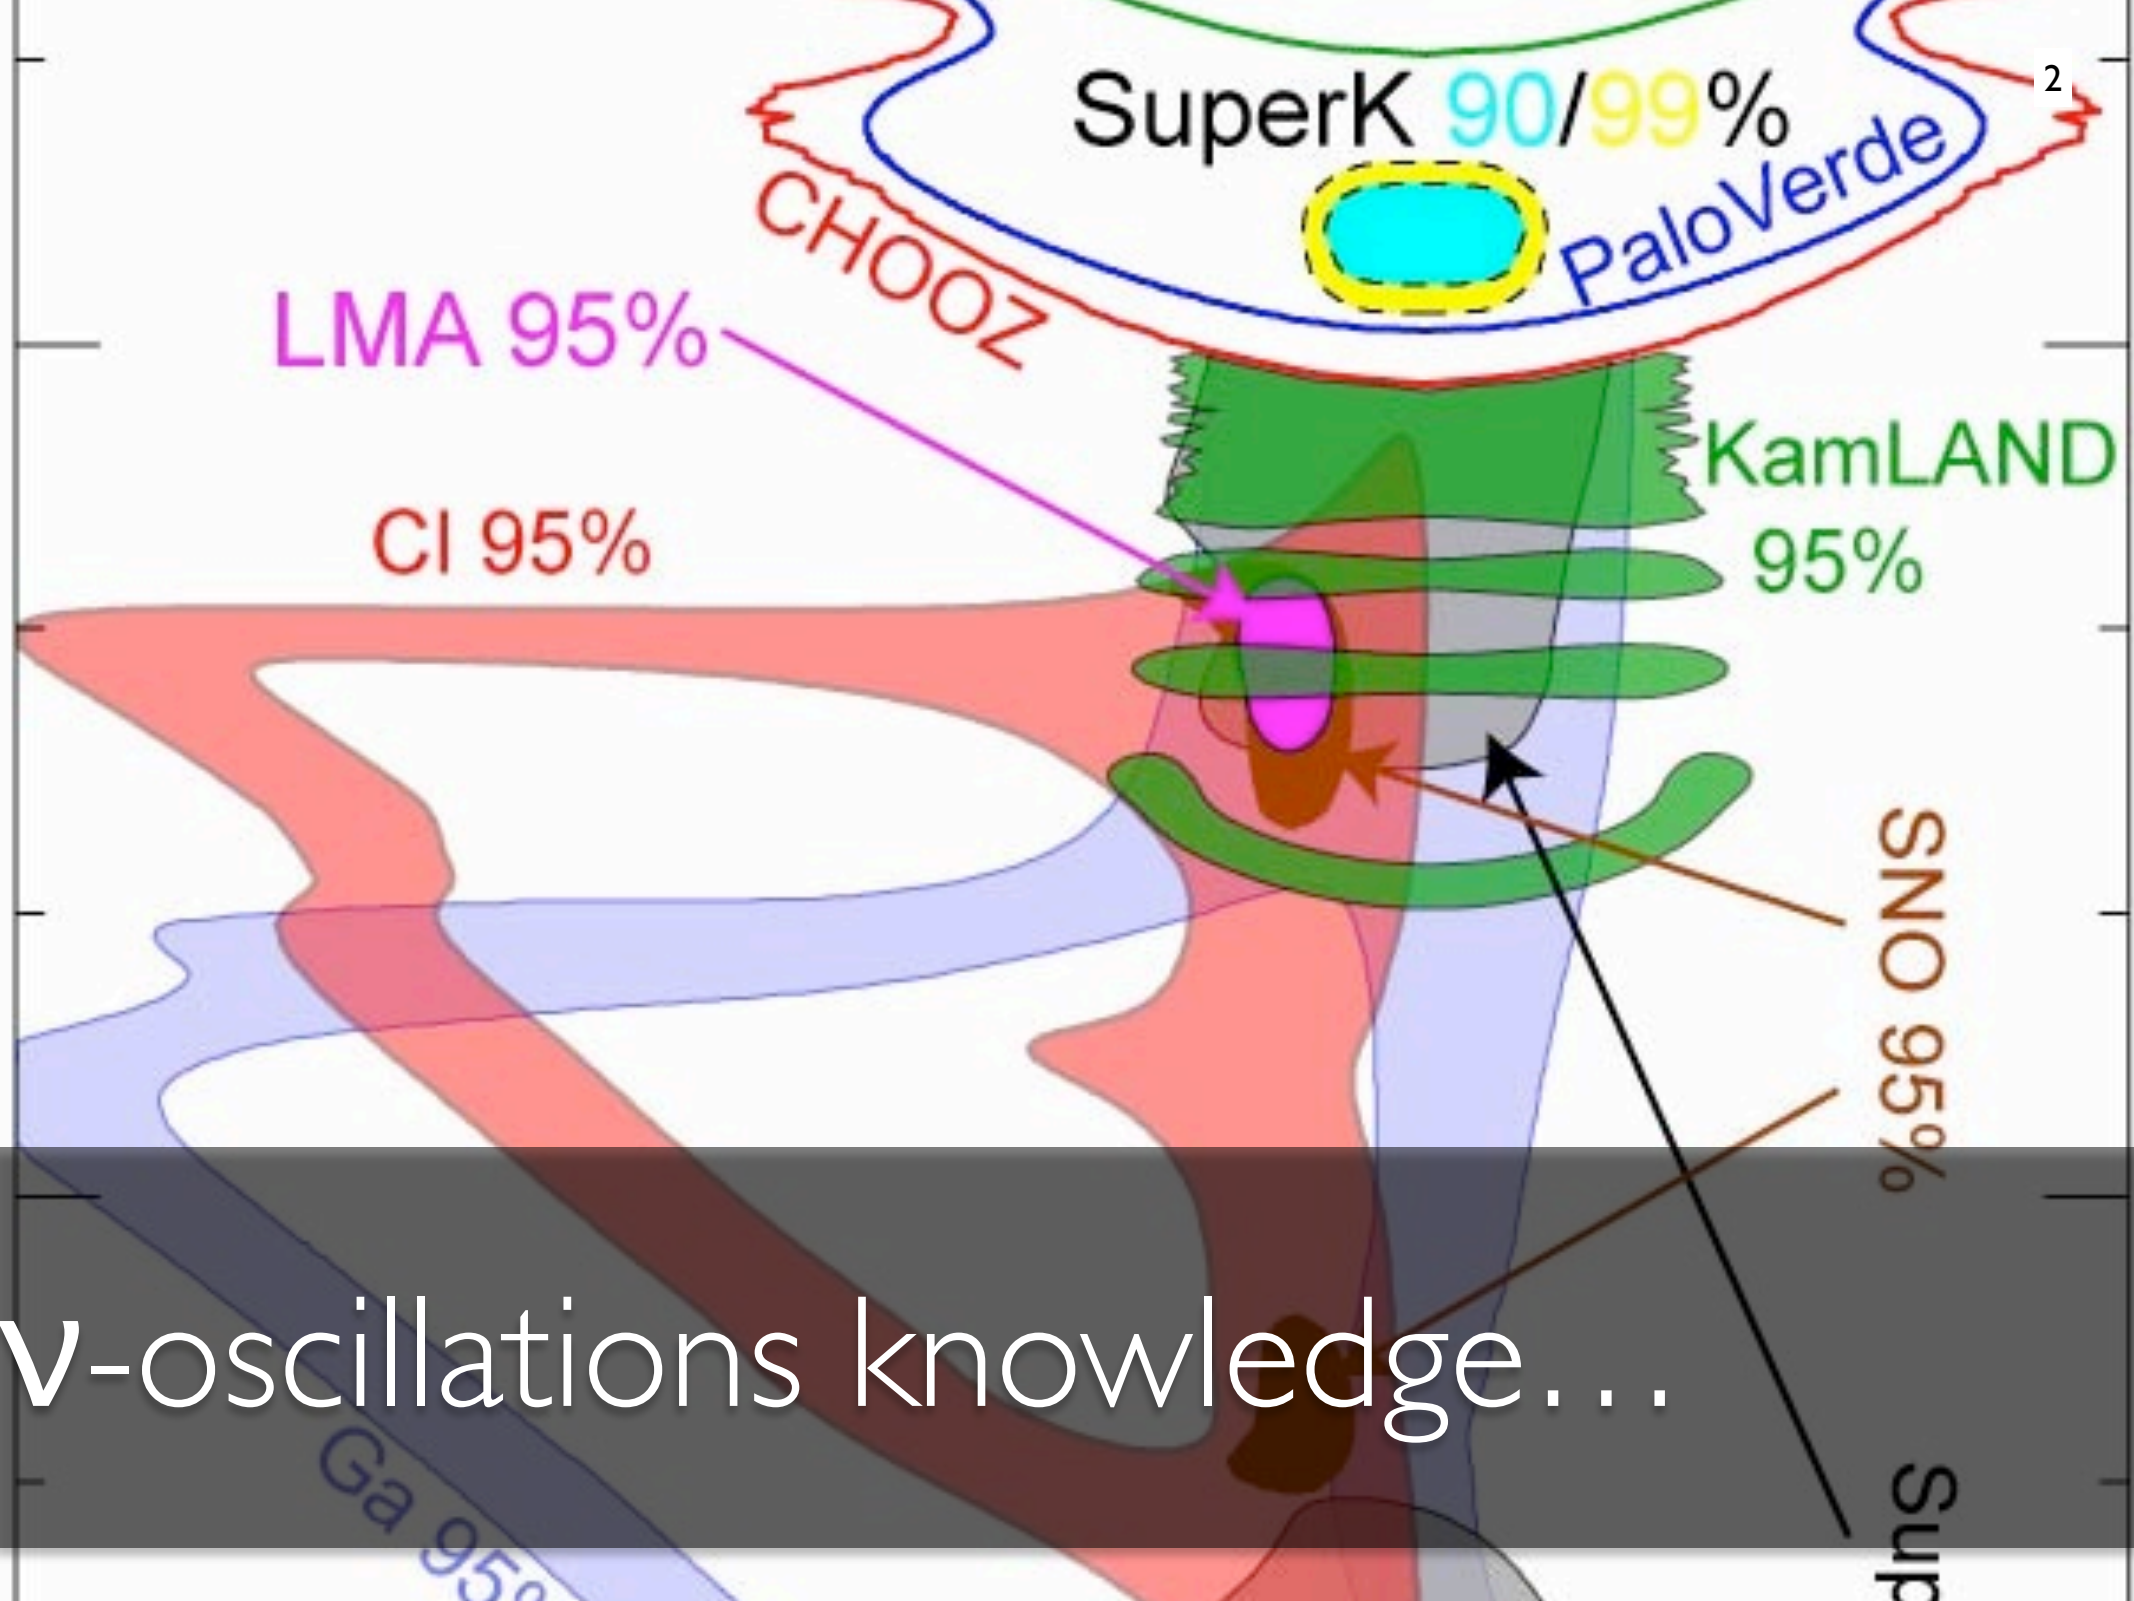 2
SuperK 90/99%
PaloVerde
CHOOZ
LMA 95%
KamLAND
95%
Cl 95%
SNO 95%
ν-oscillations knowledge…
Ga 95%
Sup